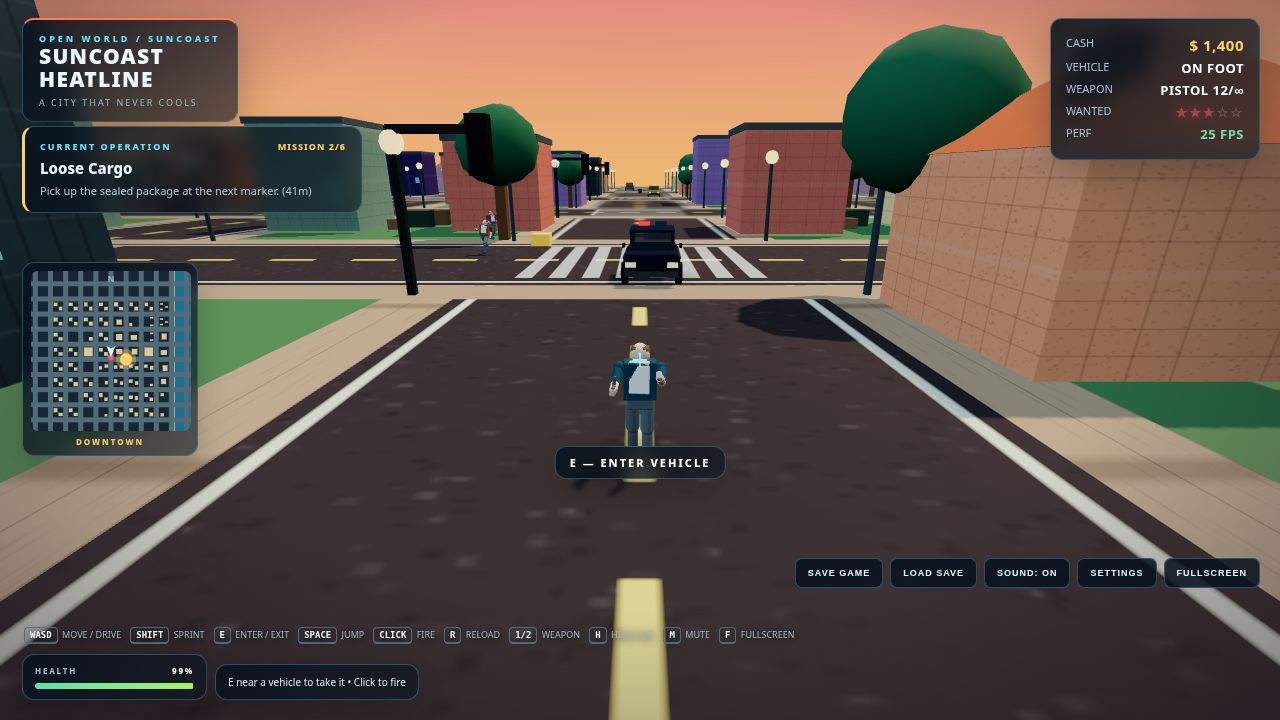 OPEN WORLD / SUNCOAST
SUNCOAST
HEATLINE
A CITY THAT NEVER COOLS
CURRENT OPERATION MISSION 2/6
Loose Cargo
Pick up the sealed package at the next marker. (41m)
CASH $ 1,400
VEHICLE ON FOOT
WEAPON PISTOL 12/∞
WANTED ★★★☆☆
PERF 25 FPS
N
DOWNTOWN
E — ENTER VEHICLE
SAVE GAME LOAD SAVE SOUND: ON SETTINGS FULLSCREEN
WASD MOVE / DRIVE SHIFT SPRINT E ENTER / EXIT SPACE JUMP CLICK FIRE R RELOAD 1/2 WEAPON H M MUTE F FULLSCREEN
HEALTH 99%
E near a vehicle to take it • Click to fire